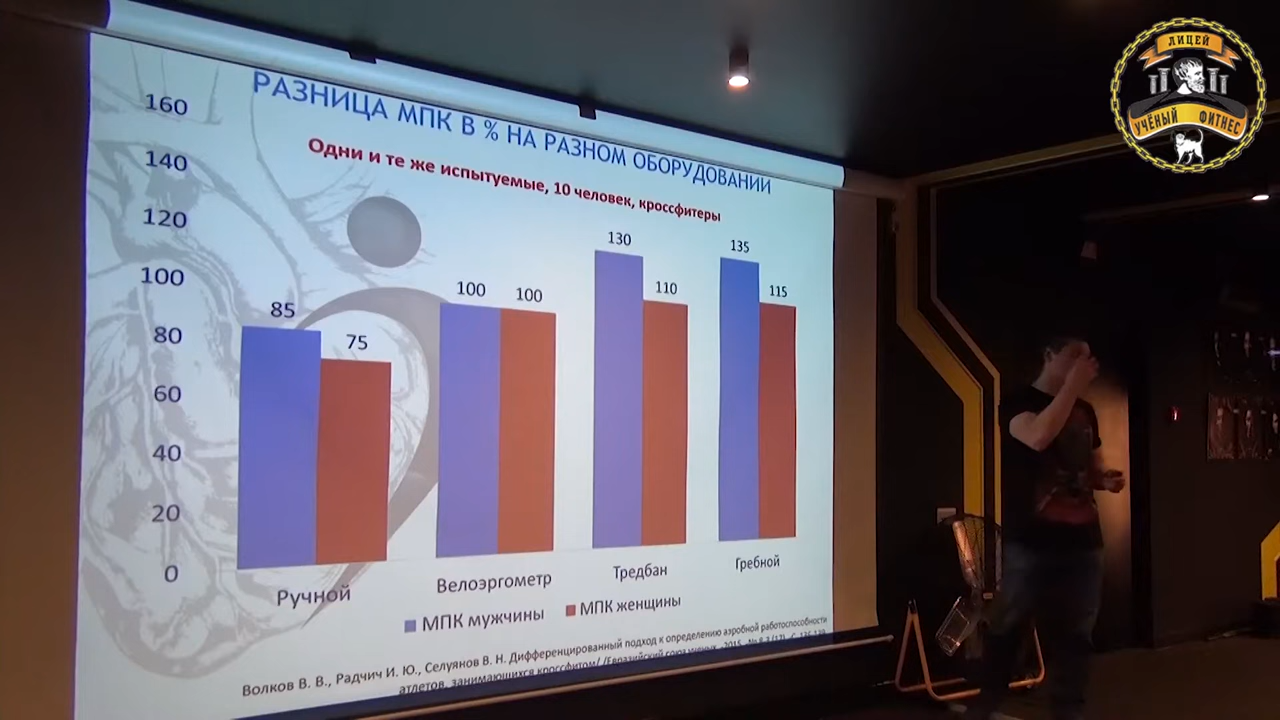 РАЗНИЦА МПК В % НА РАЗНОМ ОБОРУДОВАНИИ
Одни и те же испытуемые, 10 человек, кроссфитеры
160
140
120
100
80
60
40
20
0
85
75
100
100
130
110
135
115
Ручной
Велоэргометр
Тредбан
Гребной
МПК мужчины
МПК женщины
Волков В. В., Радчич И. Ю., Селуянов В. Н. Дифференцированный подход к определению аэробной работоспособности
атлетов, занимающихся кроссфитом/ /Евразийский союз ученых. -2015. -№
ЛИЦЕЙ
УЧЁНЫЙ ФИТНЕС